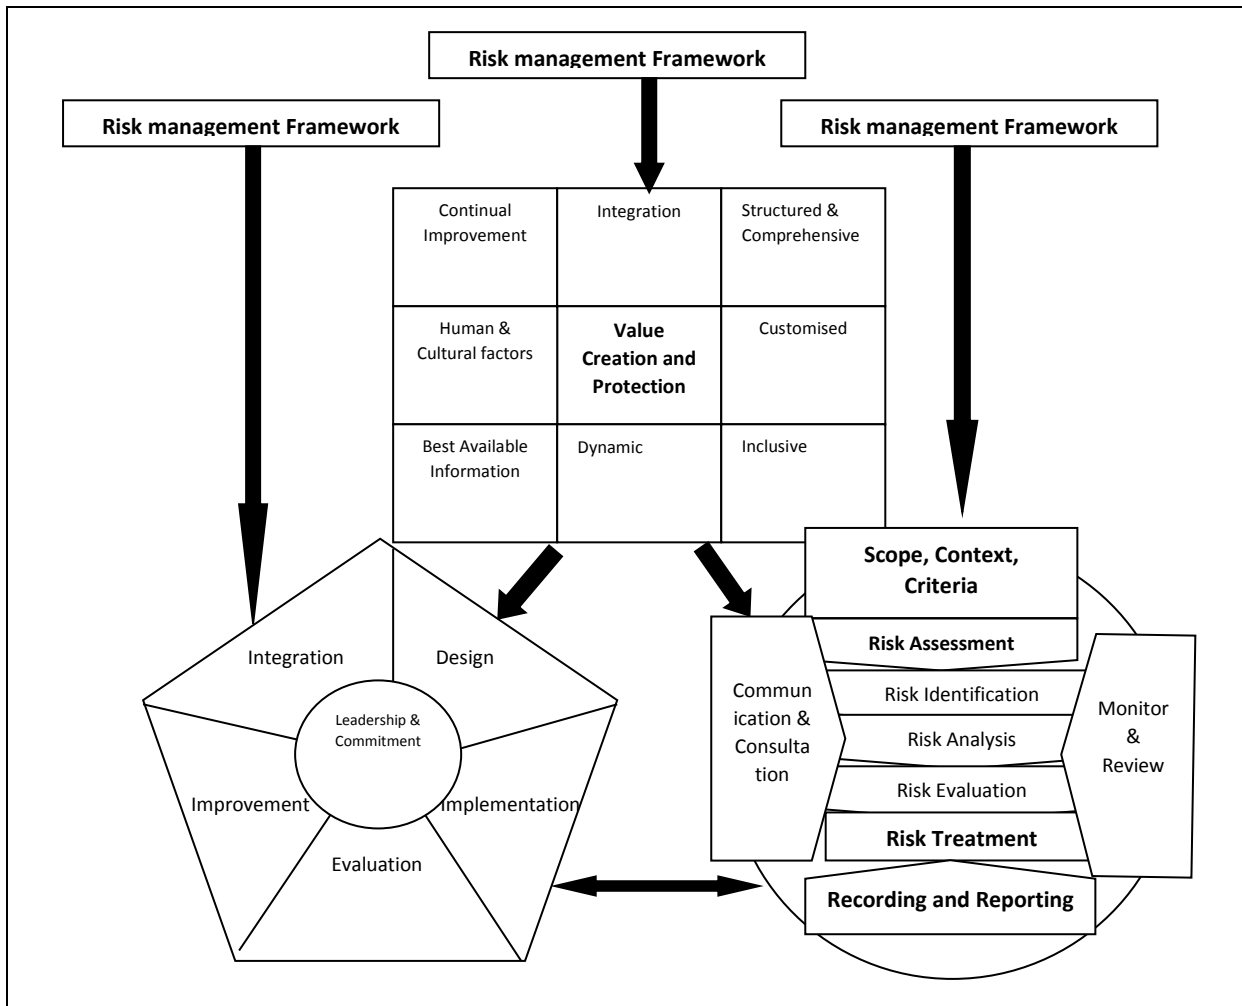 Risk management Framework
Risk management Framework
Risk management Framework
Continual
Improvement
Integration
Structured &
Comprehensive
Human &
Cultural factors
Value
Creation and
Protection
Customised
Best Available
Information
Dynamic
Inclusive
Integration
Design
Leadership &
Commitment
Improvement
Implementation
Evaluation
Scope, Context,
Criteria
Risk Assessment
Risk Identification
Risk Analysis
Risk Evaluation
Risk Treatment
Recording and Reporting
Commun
ication &
Consulta
tion
Monitor
&
Review